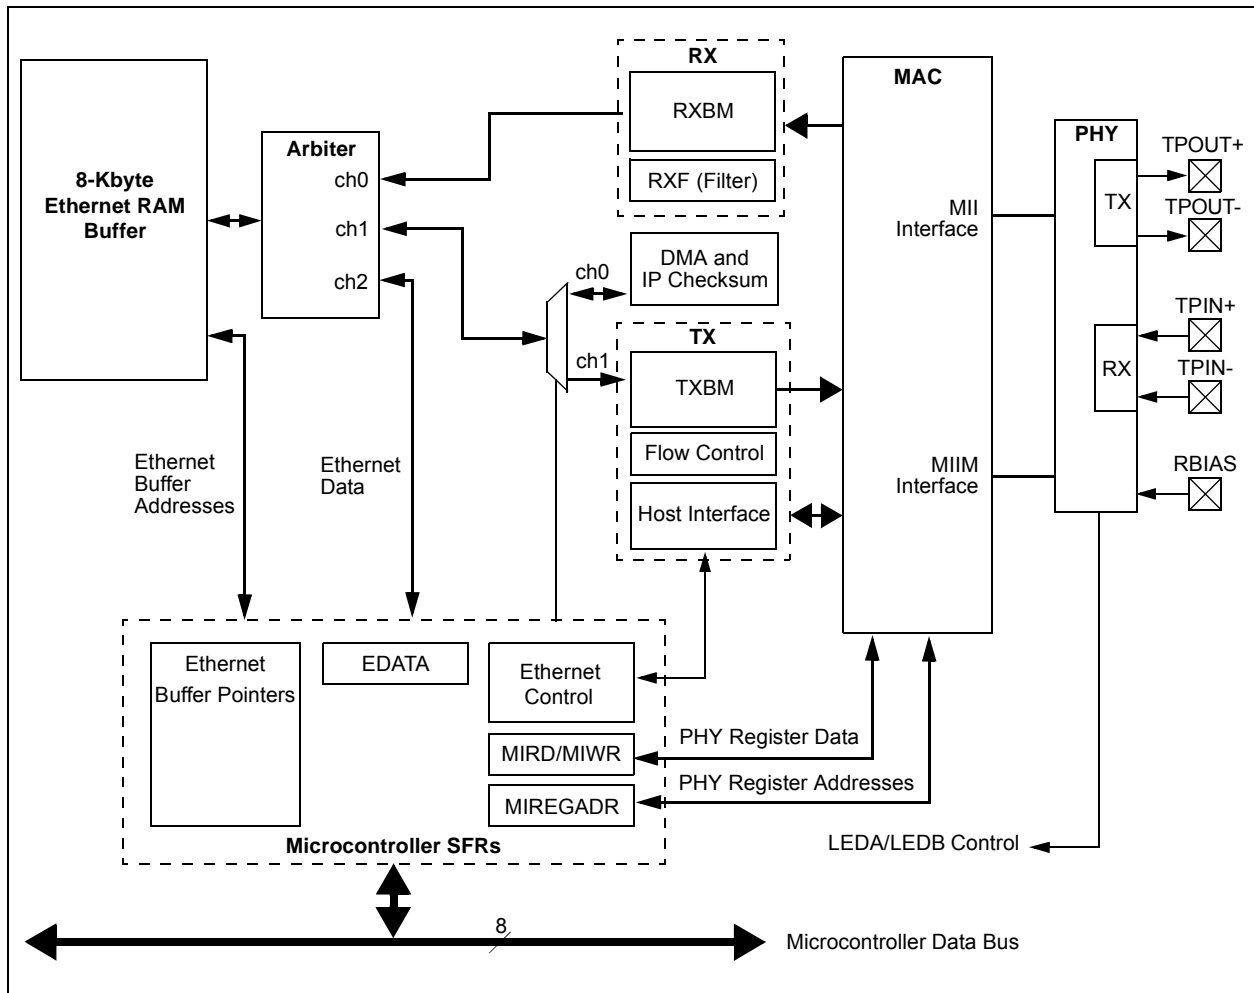 RX
RXBM
RXF (Filter)
MAC
PHY
TPOUT+
TX
TPOUT-
TPIN+
RX
TPIN-
RBIAS
8-Kbyte
Ethernet RAM
Buffer
Arbiter
ch0
ch1
ch2
MII
Interface
DMA and
IP Checksum
ch0
ch1
TX
TXBM
Flow Control
Host Interface
MIIM
Interface
Ethernet
Buffer
Addresses
Ethernet
Data
Ethernet
Buffer Pointers
EDATA
Ethernet
Control
MIRD/MIWR
MIREGADR
Microcontroller SFRs
PHY Register Data
PHY Register Addresses
LEDA/LEDB Control
8
Microcontroller Data Bus